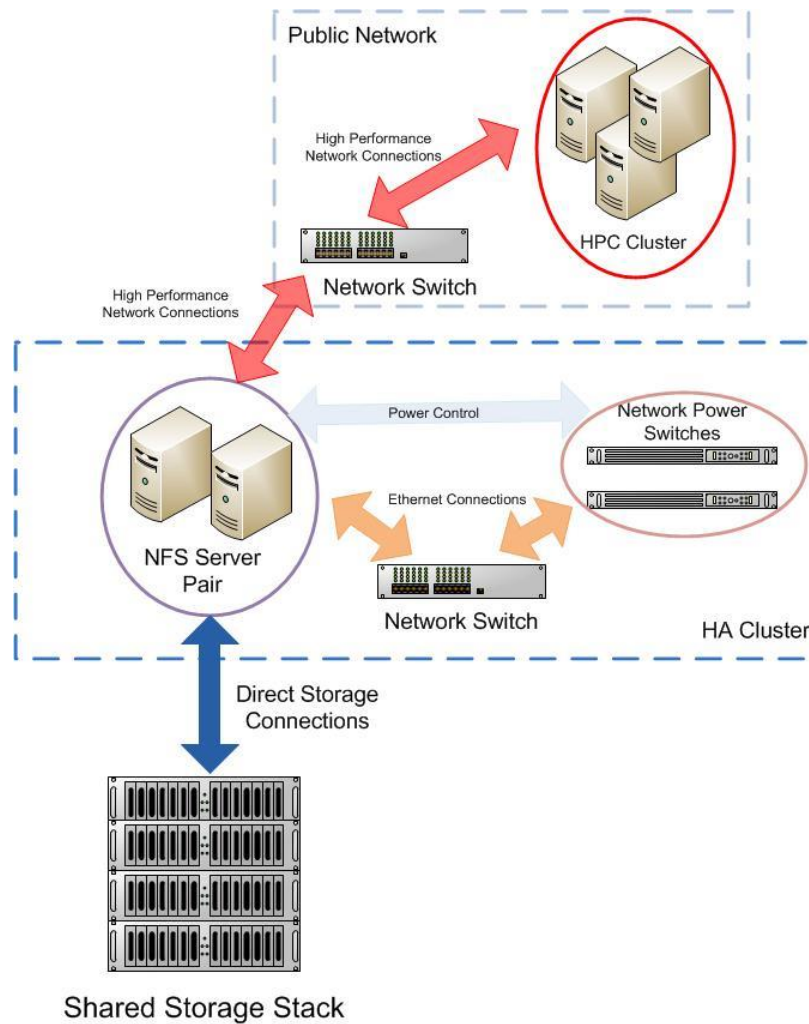 Public Network
High Performance
Network Connections
HPC Cluster
Network Switch
High Performance
Network Connections
Power Control
Network Power
Switches
Ethernet Connections
NFS Server
Pair
Network Switch
HA Cluster
Direct Storage
Connections
Shared Storage Stack